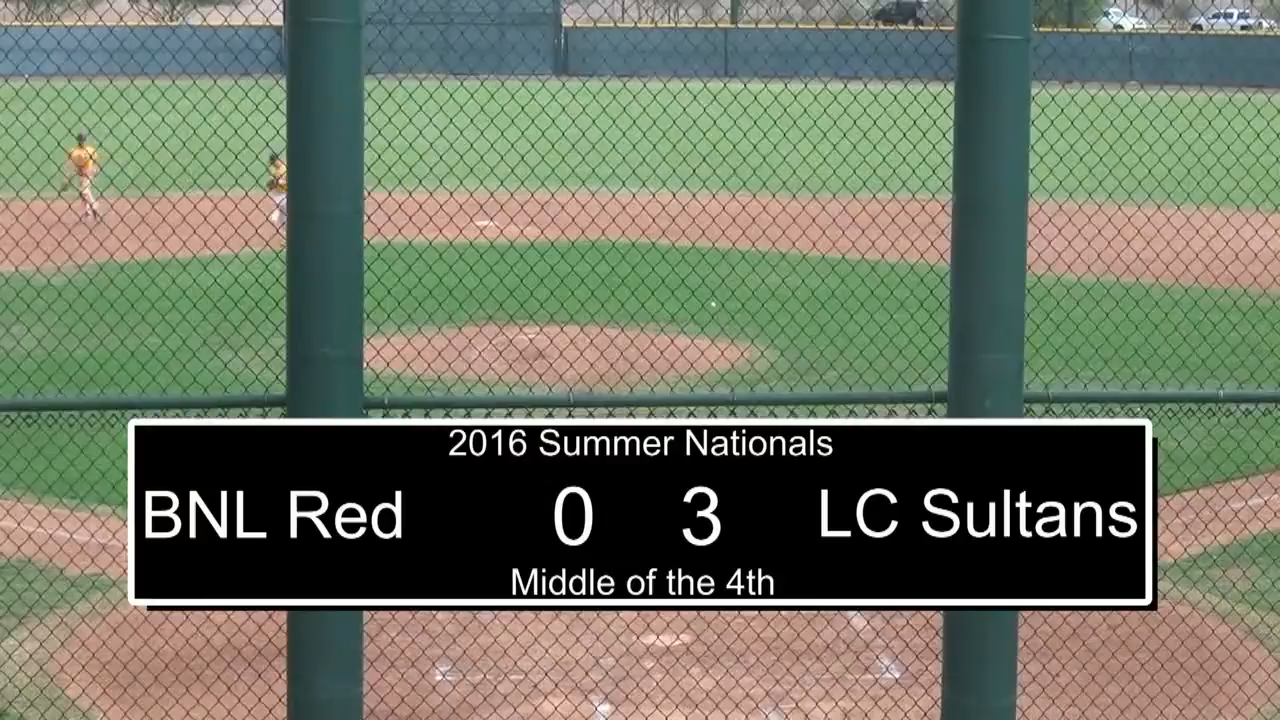 2016 Summer Nationals
BNL Red 0 3 LC Sultans
Middle of the 4th